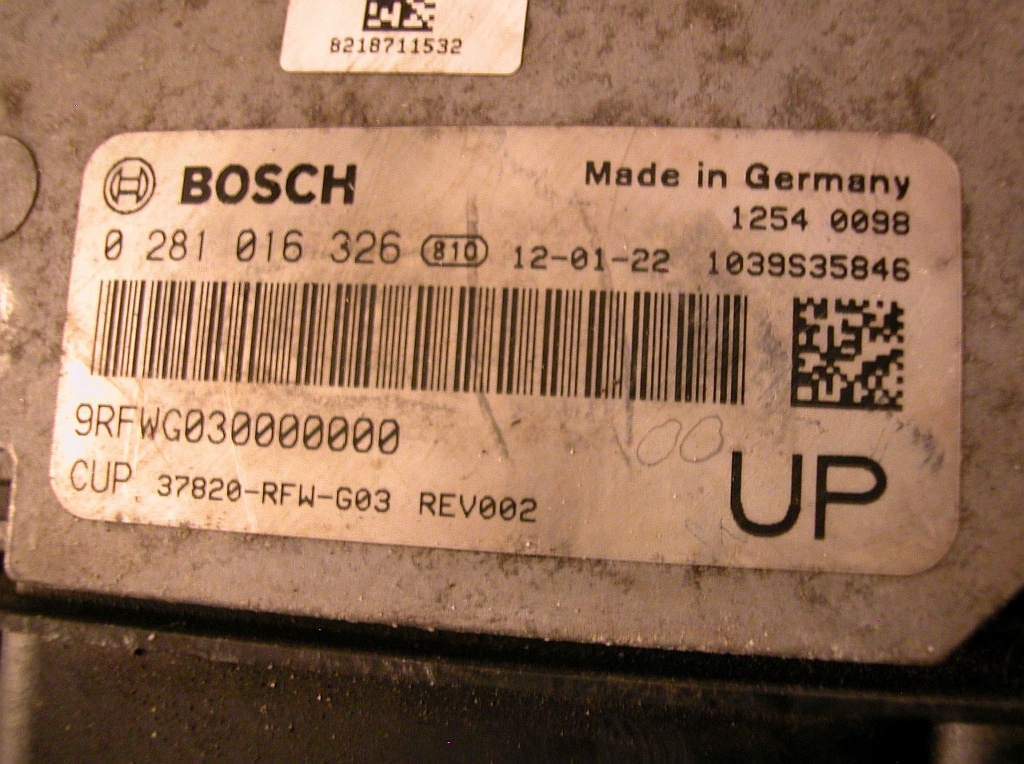 8218711532
BOSCH Made in Germany
1254 0098
0 281 016 326 810 12-01-22 1039S35846
9RFWG030000000
CUP 37820-RFW-G03 REV002
UP
00